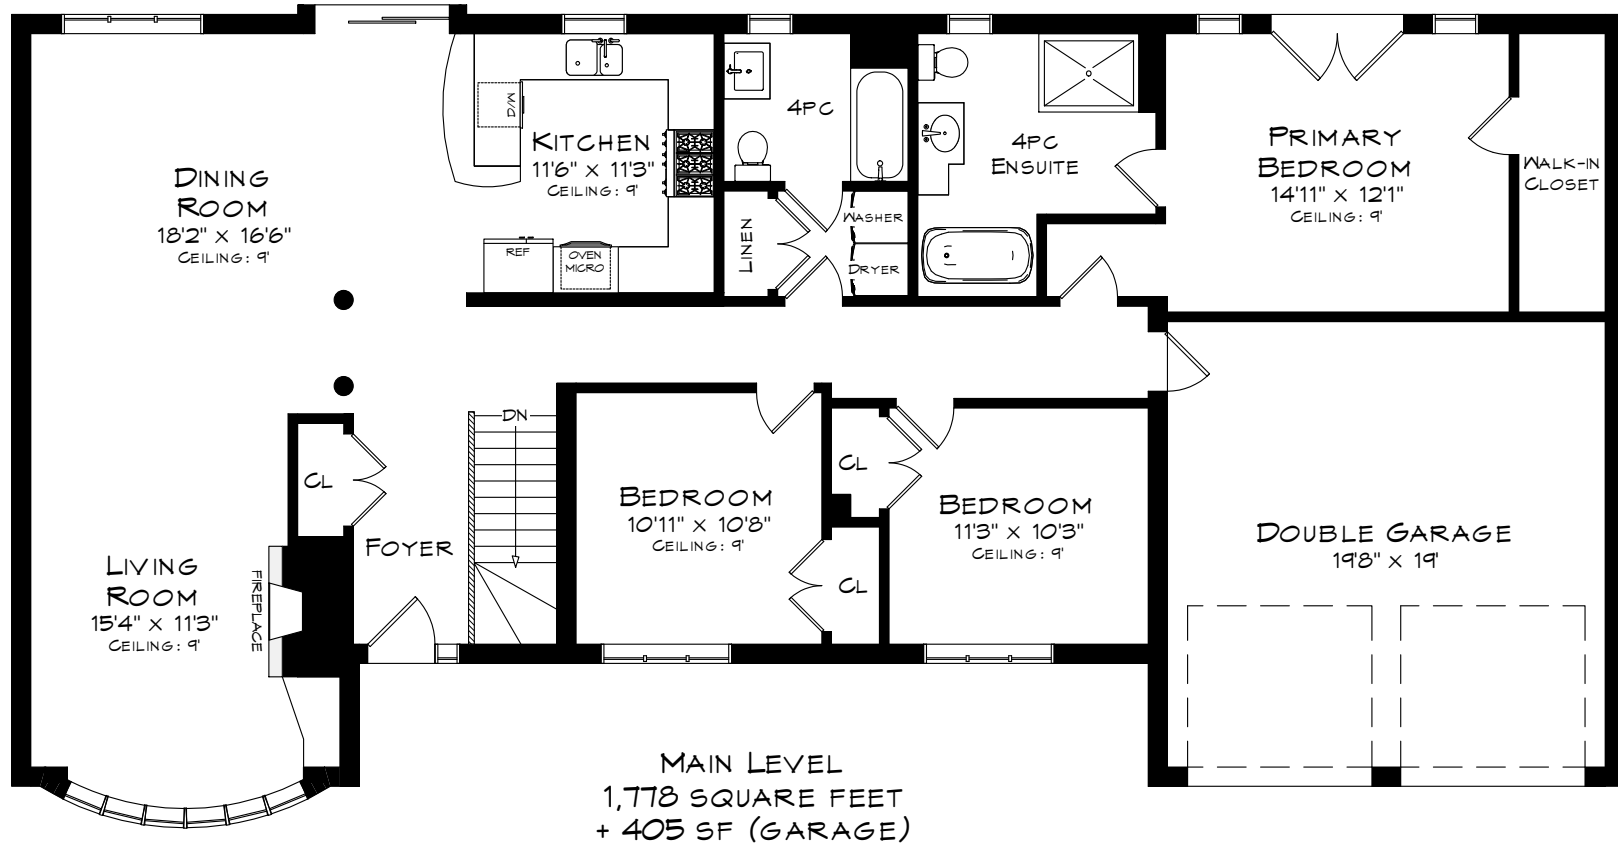 DINING
ROOM
18'2" X 16'6"
CEILING: 9'
D/W
KITCHEN
11'6" X 11'3"
CEILING: 9'
REF
OVEN
MICRO
4PC
LINEN
WASHER
DRYER
4PC
ENSUITE
PRIMARY
BEDROOM
14'11" X 12'1"
CEILING: 9'
WALK-IN
CLOSET
CL
FOYER
DN
LIVING
ROOM
15'4" X 11'3"
CEILING: 9'
FIREPLACE
BEDROOM
10'11" X 10'8"
CEILING: 9'
CL
CL
BEDROOM
11'3" X 10'3"
CEILING: 9'
DOUBLE GARAGE
19'8" X 19'
MAIN LEVEL
1,778 SQUARE FEET
+ 405 SF (GARAGE)